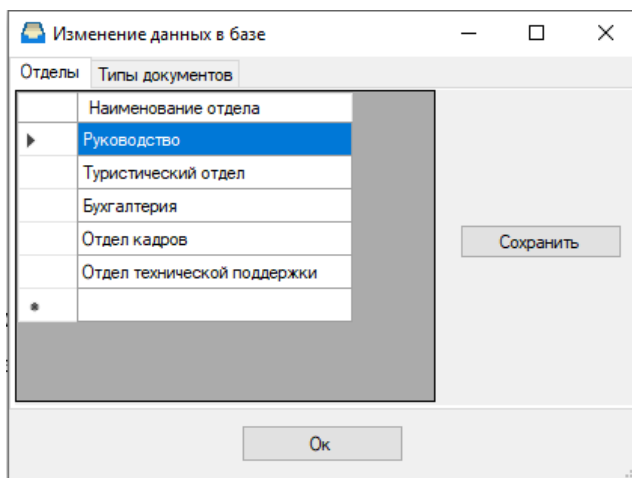 Изменение данных в базе
Отделы Типы документов
Наименование отдела
Руководство
Туристический отдел
Бухгалтерия
Отдел кадров
Отдел технической поддержки
Сохранить
Ок